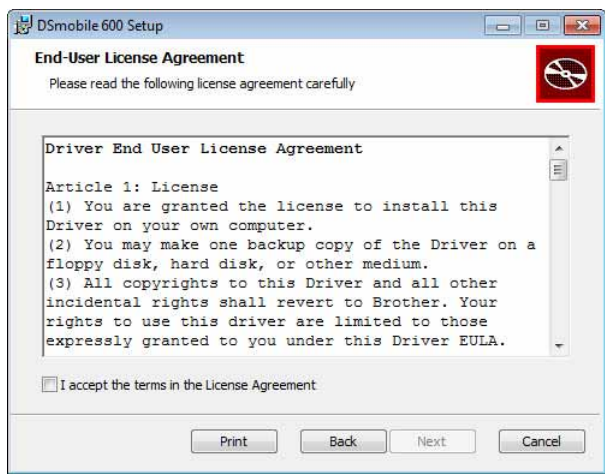 DSmobile 600 Setup
End-User License Agreement
Please read the following license agreement carefully
Driver End User License Agreement
Article 1: License
(1) You are granted the license to install this
Driver on your own computer.
(2) You may make one backup copy of the Driver on a
floppy disk, hard disk, or other medium.
(3) All copyrights to this Driver and all other
incidental rights shall revert to Brother. Your
rights to use this driver are limited to those
expressly granted to you under this Driver EULA.
I accept the terms in the License Agreement
Print Back Next Cancel